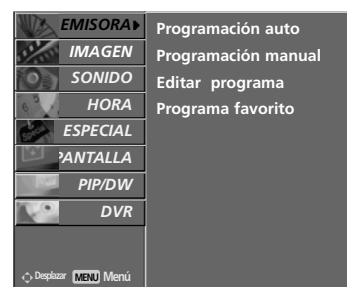 EMISORA
IMAGEN
SONIDO
HORA
ESPECIAL
PANTALLA
PIP/DW
DVR
Desplazar MENU Menú
Programación auto
Programación manual
Editar programa
Programa favorito